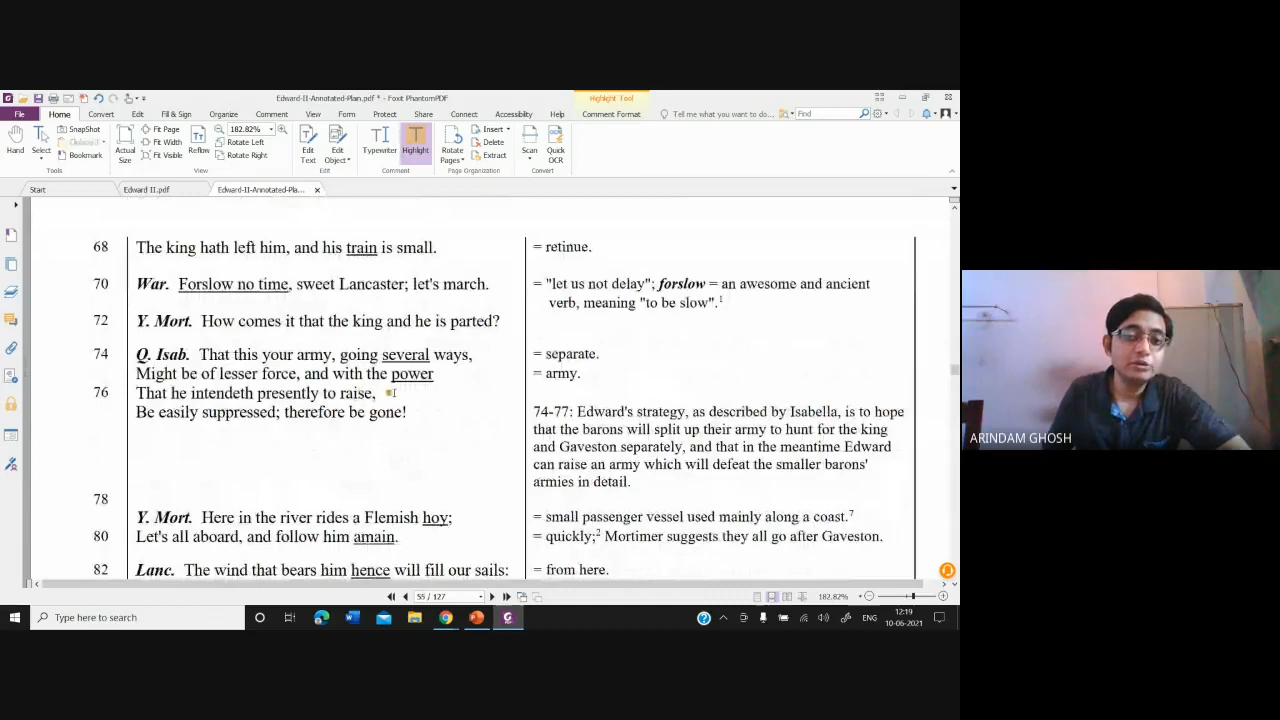 Edward-II-Annotated-Plan.pdf * - Foxit PhantomPDF
Highlight Tool
File Home Convert Edit Fill & Sign Organize Comment View Form Protect Share Connect Accessibility Help Comment Format Tell me what you want to do... Find
Hand Select SnapShot Clipboard Bookmark Actual Size Fit Page Fit Width Fit Visible Reflow 182.82% Rotate Left Rotate Right Edit Text Edit Object Typewriter Highlight Rotate Pages Insert Delete Extract Scan Quick OCR
Tools View Edit Comment Page Organization Convert
Start Edward II.pdf Edward-II-Annotated-Pla...
68 The king hath left him, and his train is small. = retinue.
70 War. Forslow no time, sweet Lancaster; let's march. = "let us not delay"; forslow = an awesome and ancient
verb, meaning "to be slow".1
72 Y. Mort. How comes it that the king and he is parted?
74 Q. Isab. That this your army, going several ways, = separate.
Might be of lesser force, and with the power = army.
76 That he intendeth presently to raise,
Be easily suppressed; therefore be gone! 74-77: Edward's strategy, as described by Isabella, is to hope
that the barons will split up their army to hunt for the king
and Gaveston separately, and that in the meantime Edward
can raise an army which will defeat the smaller barons'
armies in detail.
78
Y. Mort. Here in the river rides a Flemish hoy; = small passenger vessel used mainly along a coast.7
80 Let's all aboard, and follow him amain. = quickly;2 Mortimer suggests they all go after Gaveston.
82 Lanc. The wind that bears him hence will fill our sails: = from here.
55 / 127 182.82%
Type here to search ENG 12:19
10-06-2021
ARINDAM GHOSH